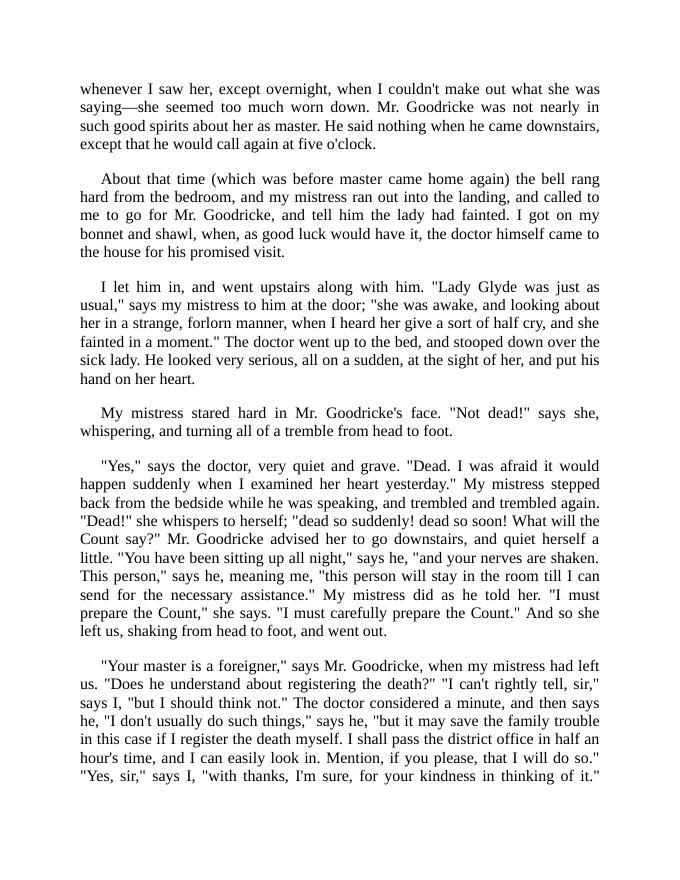 whenever I saw her, except overnight, when I couldn't make out what she was
saying—she seemed too much worn down. Mr. Goodricke was not nearly in
such good spirits about her as master. He said nothing when he came downstairs,
except that he would call again at five o'clock.
About that time (which was before master came home again) the bell rang
hard from the bedroom, and my mistress ran out into the landing, and called to
me to go for Mr. Goodricke, and tell him the lady had fainted. I got on my
bonnet and shawl, when, as good luck would have it, the doctor himself came to
the house for his promised visit.
I let him in, and went upstairs along with him. "Lady Glyde was just as
usual," says my mistress to him at the door; "she was awake, and looking about
her in a strange, forlorn manner, when I heard her give a sort of half cry, and she
fainted in a moment." The doctor went up to the bed, and stooped down over the
sick lady. He looked very serious, all on a sudden, at the sight of her, and put his
hand on her heart.
My mistress stared hard in Mr. Goodricke's face. "Not dead!" says she,
whispering, and turning all of a tremble from head to foot.
"Yes," says the doctor, very quiet and grave. "Dead. I was afraid it would
happen suddenly when I examined her heart yesterday." My mistress stepped
back from the bedside while he was speaking, and trembled and trembled again.
"Dead!" she whispers to herself; "dead so suddenly! dead so soon! What will the
Count say?" Mr. Goodricke advised her to go downstairs, and quiet herself a
little. "You have been sitting up all night," says he, "and your nerves are shaken.
This person," says he, meaning me, "this person will stay in the room till I can
send for the necessary assistance." My mistress did as he told her. "I must
prepare the Count," she says. "I must carefully prepare the Count." And so she
left us, shaking from head to foot, and went out.
"Your master is a foreigner," says Mr. Goodricke, when my mistress had left
us. "Does he understand about registering the death?" "I can't rightly tell, sir,"
says I, "but I should think not." The doctor considered a minute, and then says
he, "I don't usually do such things," says he, "but it may save the family trouble
in this case if I register the death myself. I shall pass the district office in half an
hour's time, and I can easily look in. Mention, if you please, that I will do so."
"Yes, sir," says I, "with thanks, I'm sure, for your kindness in thinking of it."